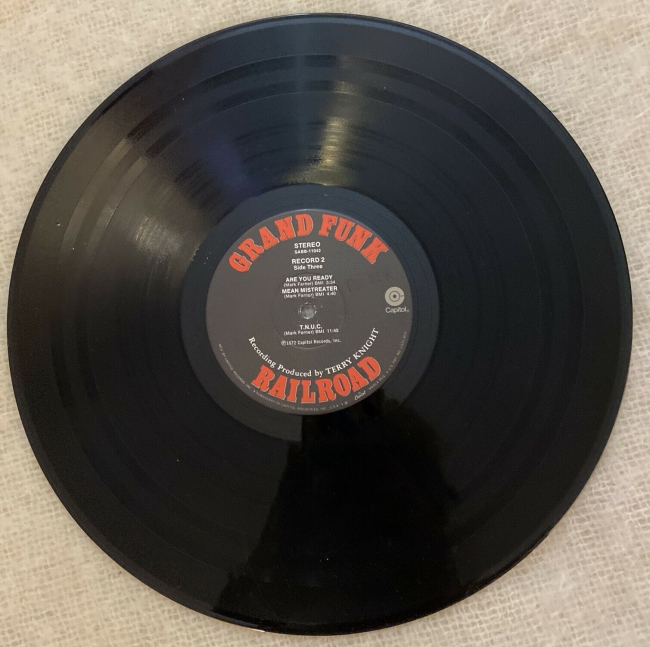 GRAND FUNK
STEREO
SABB-11042
RECORD 2
Side Three
ARE YOU READY
(Mark Farner) BMI 3:34
MEAN MISTREATER
(Mark Farner) BMI 4:40
Capitol
T.N.U.C.
(Mark Farner) BMI 11:45
Ⓟ1972 Capitol Records, Inc.
Recording Produced by TERRY KNIGHT
RAILROAD